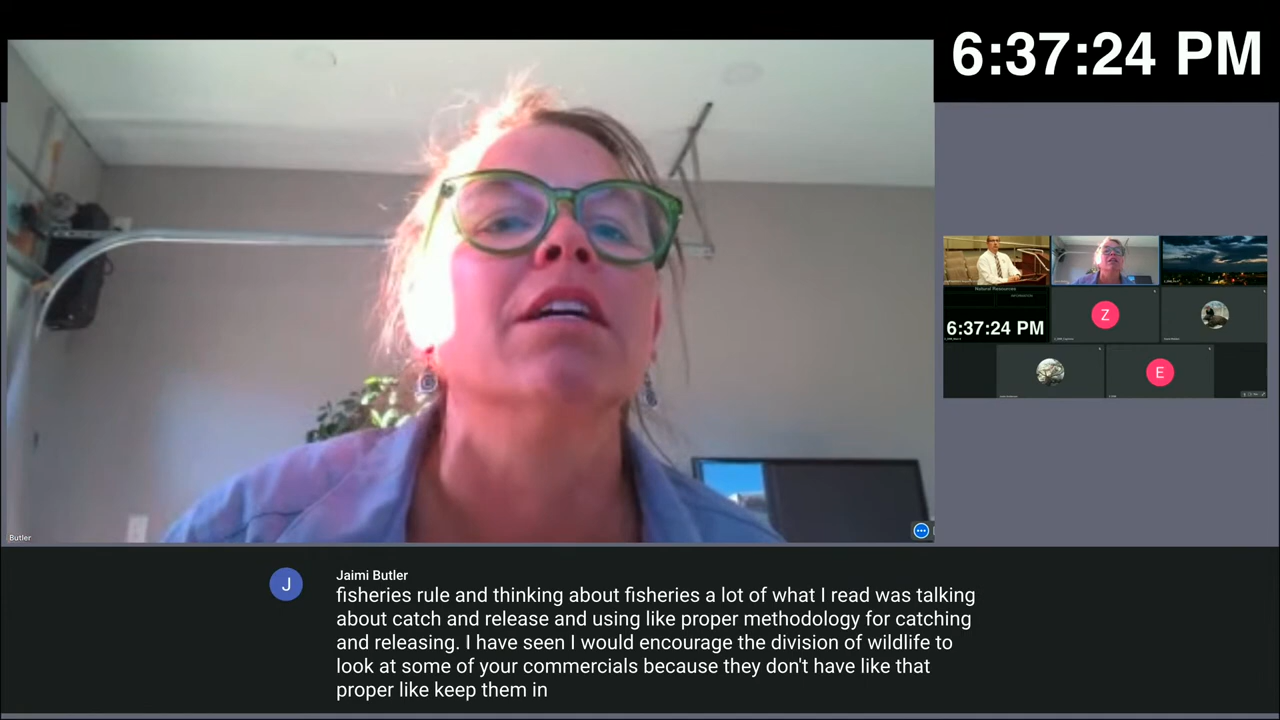 6:37:24 PM
Natural Resources
6:37:24 PM
Z
E
Butler
J
Jaimi Butler
fisheries rule and thinking about fisheries a lot of what I read was talking
about catch and release and using like proper methodology for catching
and releasing. I have seen I would encourage the division of wildlife to
look at some of your commercials because they don't have like that
proper like keep them in